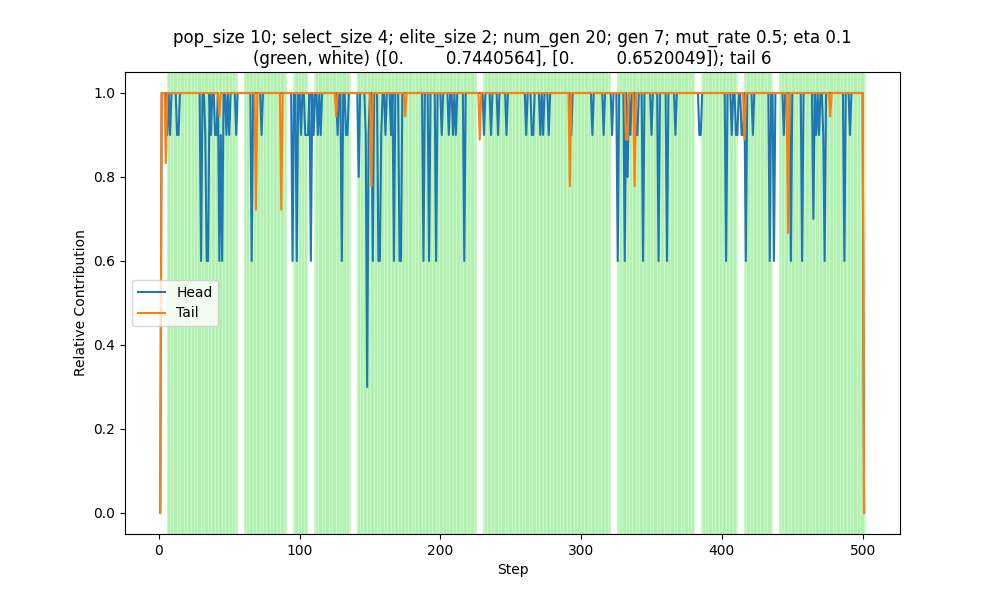 pop_size 10; select_size 4; elite_size 2; num_gen 20; gen 7; mut_rate 0.5; eta 0.1
(green, white) ([0.         0.7440564], [0.         0.6520049]); tail 6
1.0
0.8
0.6
0.4
0.2
0.0
Relative Contribution
Head
Tail
0 100 200 300 400 500
Step